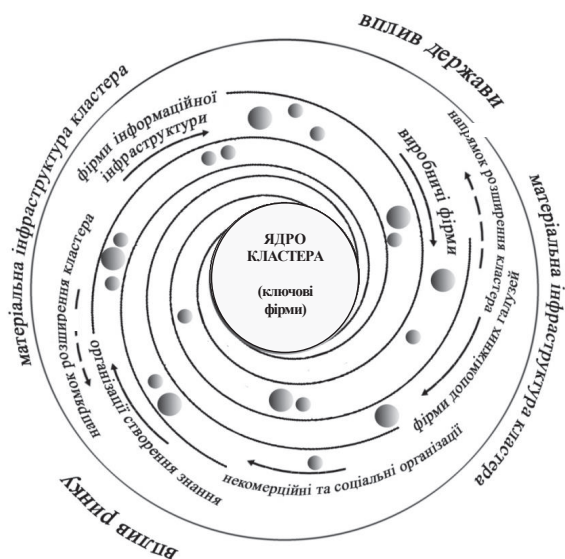 вплив держави
матеріальна інфраструктура кластера
фірми інформаційної
інфраструктури
напрямок розширення кластера
виробничі фірми
матеріальна інфраструктура кластера
ЯДРО
КЛАСТЕРА
(ключові
фірми)
напрямок розширення кластера
фірми допоміжних галузей
організації створення знання
некомерційні та соціальні організації
вплив ринку